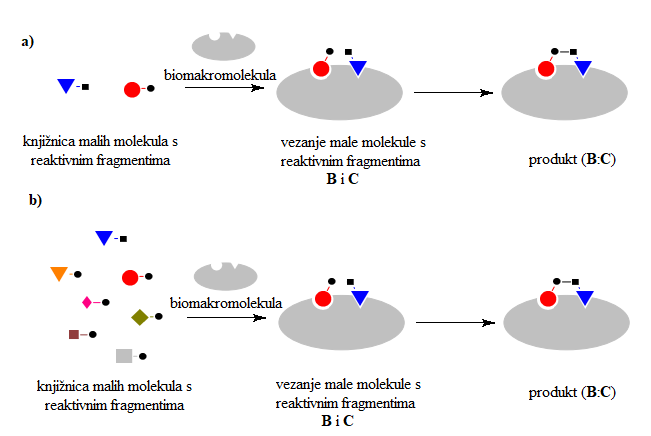 a)
biomakromolekula
knjižnica malih molekula s
reaktivnim fragmentima
vezanje male molekule s
reaktivnim fragmentima
B i C
produkt (B:C)
b)
biomakromolekula
knjižnica malih molekula s
reaktivnim fragmentima
vezanje male molekule s
reaktivnim fragmentima
B i C
produkt (B:C)